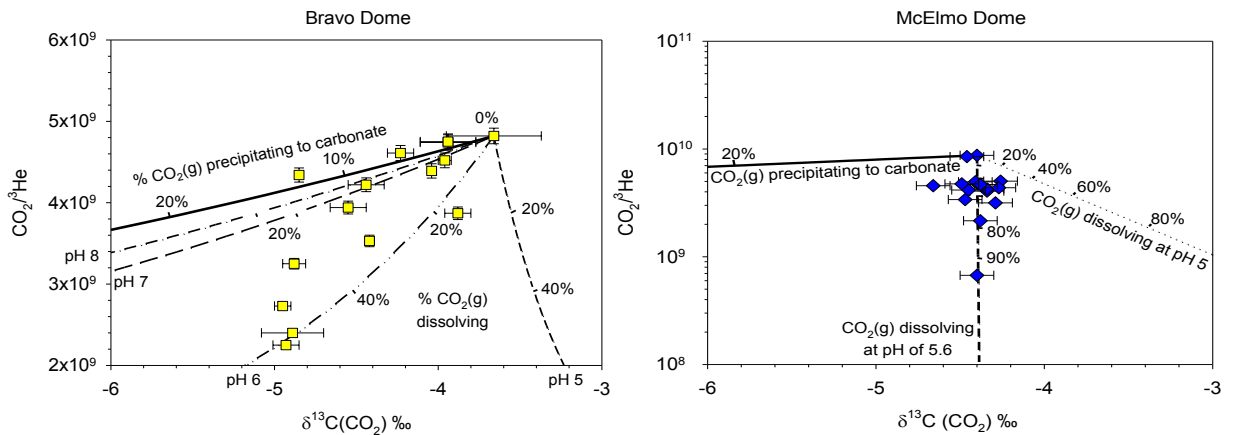 Bravo Dome
6x10⁹
5x10⁹
4x10⁹
3x10⁹
2x10⁹
CO₂/³He
0%
% CO₂(g) precipitating to carbonate
10%
20%
20%
20%
20%
40%
40%
pH 8
pH 7
% CO₂(g)
dissolving
pH 6
pH 5
-6
-5
-4
-3
δ¹³C(CO₂) ‰
McElmo Dome
10¹¹
10¹⁰
10⁹
10⁸
CO₂/³He
20%
CO₂(g) precipitating to carbonate
20%
40%
60%
80%
CO₂(g) dissolving at pH 5
80%
90%
CO₂(g) dissolving
at pH of 5.6
-6
-5
-4
-3
δ¹³C (CO₂) ‰